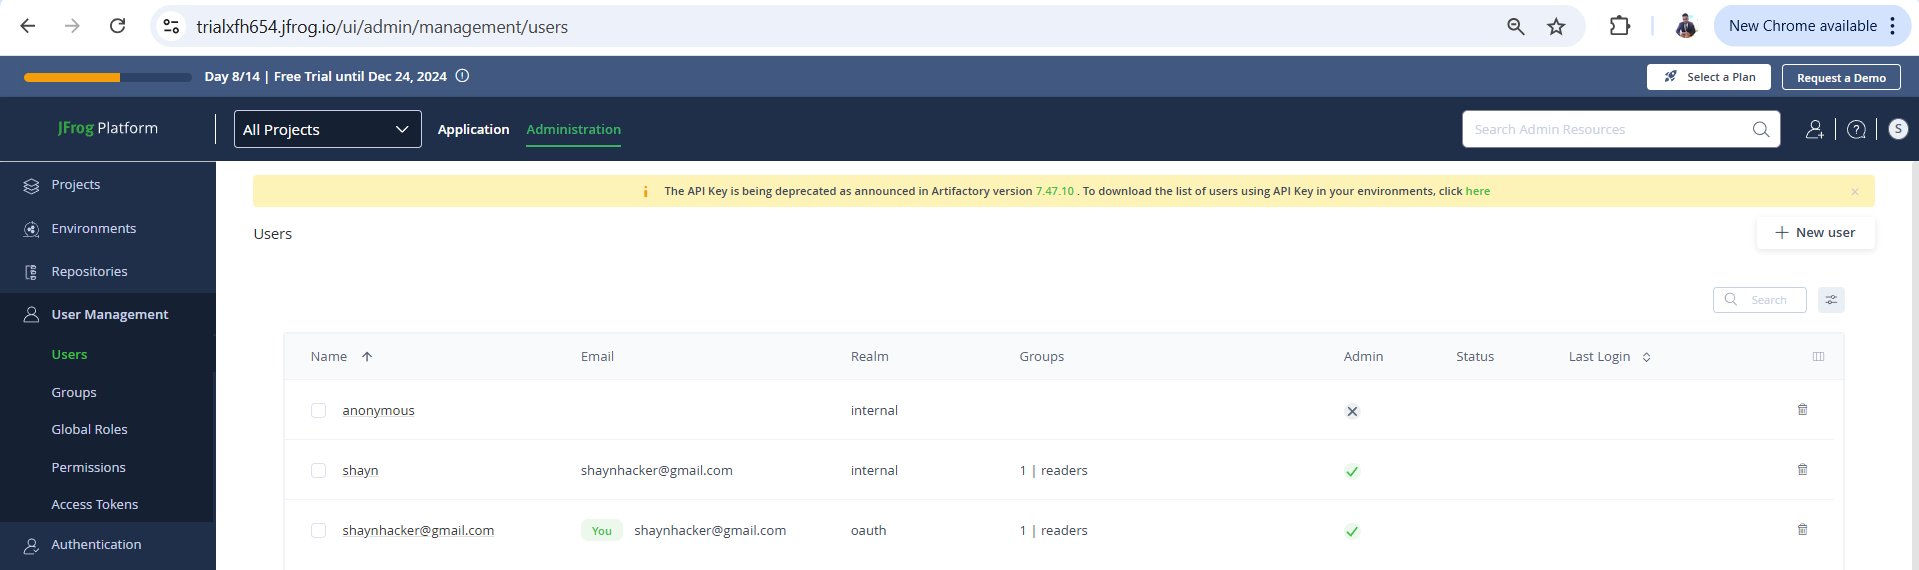 trialxfh654.jfrog.io/ui/admin/management/users
New Chrome available
Day 8/14 | Free Trial until Dec 24, 2024
Select a Plan
Request a Demo
JFrog Platform
All Projects
Application
Administration
Search Admin Resources
S
Projects
Environments
Repositories
User Management
Users
Groups
Global Roles
Permissions
Access Tokens
Authentication
The API Key is being deprecated as announced in Artifactory version 7.47.10 . To download the list of users using API Key in your environments, click here
Users
New user
Search
Name Email Realm Groups Admin Status Last Login
anonymous internal
shayn shaynhacker@gmail.com internal 1 | readers
shaynhacker@gmail.com You shaynhacker@gmail.com oauth 1 | readers